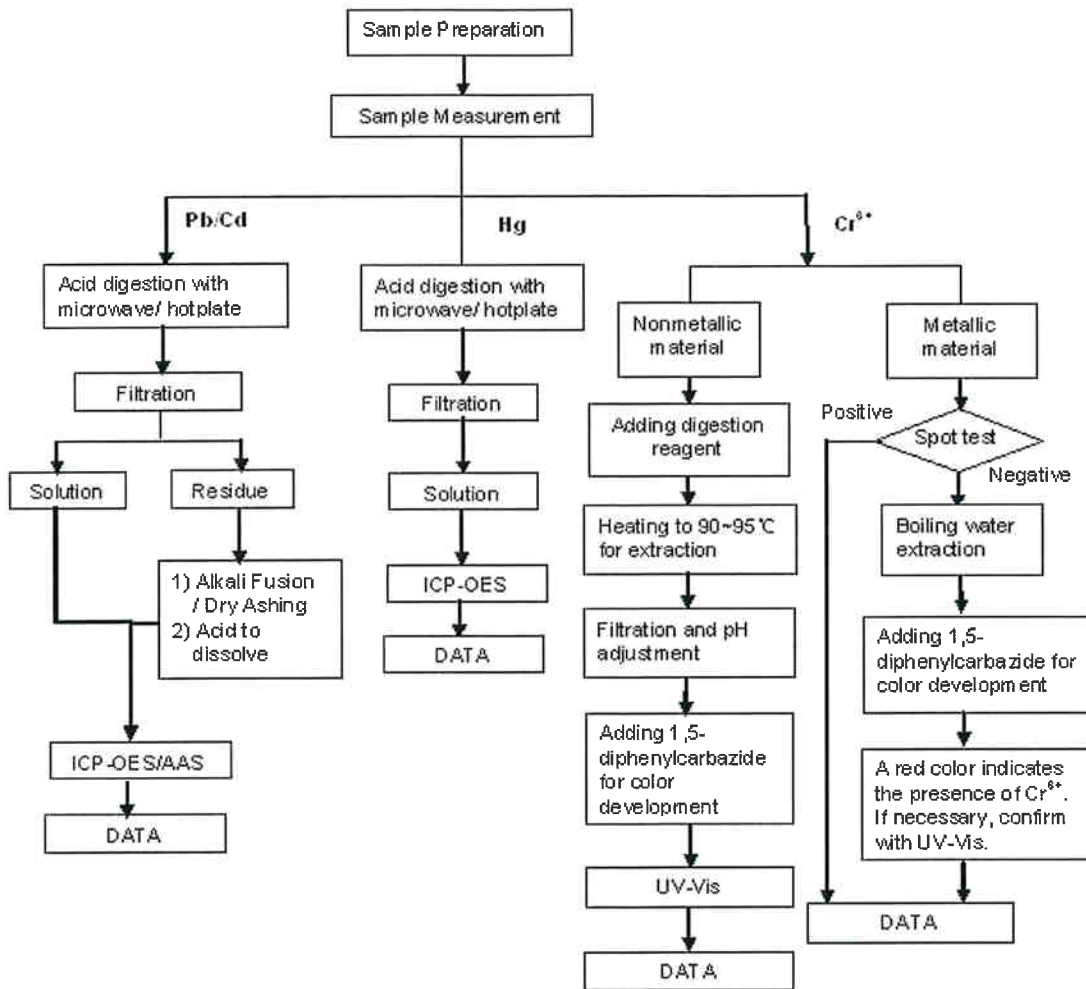 Sample Preparation
Sample Measurement
Pb/Cd
Hg
Cr⁶⁺
Acid digestion with
microwave/ hotplate
Filtration
Solution
Residue
1) Alkali Fusion
/ Dry Ashing
2) Acid to
dissolve
ICP-OES/AAS
DATA
Acid digestion with
microwave/ hotplate
Filtration
Solution
ICP-OES
DATA
Nonmetallic
material
Adding digestion
reagent
Heating to 90~95℃
for extraction
Filtration and pH
adjustment
Adding 1,5-
diphenylcarbazide
for color
development
UV-Vis
DATA
Metallic
material
Spot test
Positive
Negative
Boiling water
extraction
Adding 1,5-
diphenylcarbazide for
color development
A red color indicates
the presence of Cr⁶⁺.
If necessary, confirm
with UV-Vis.
DATA